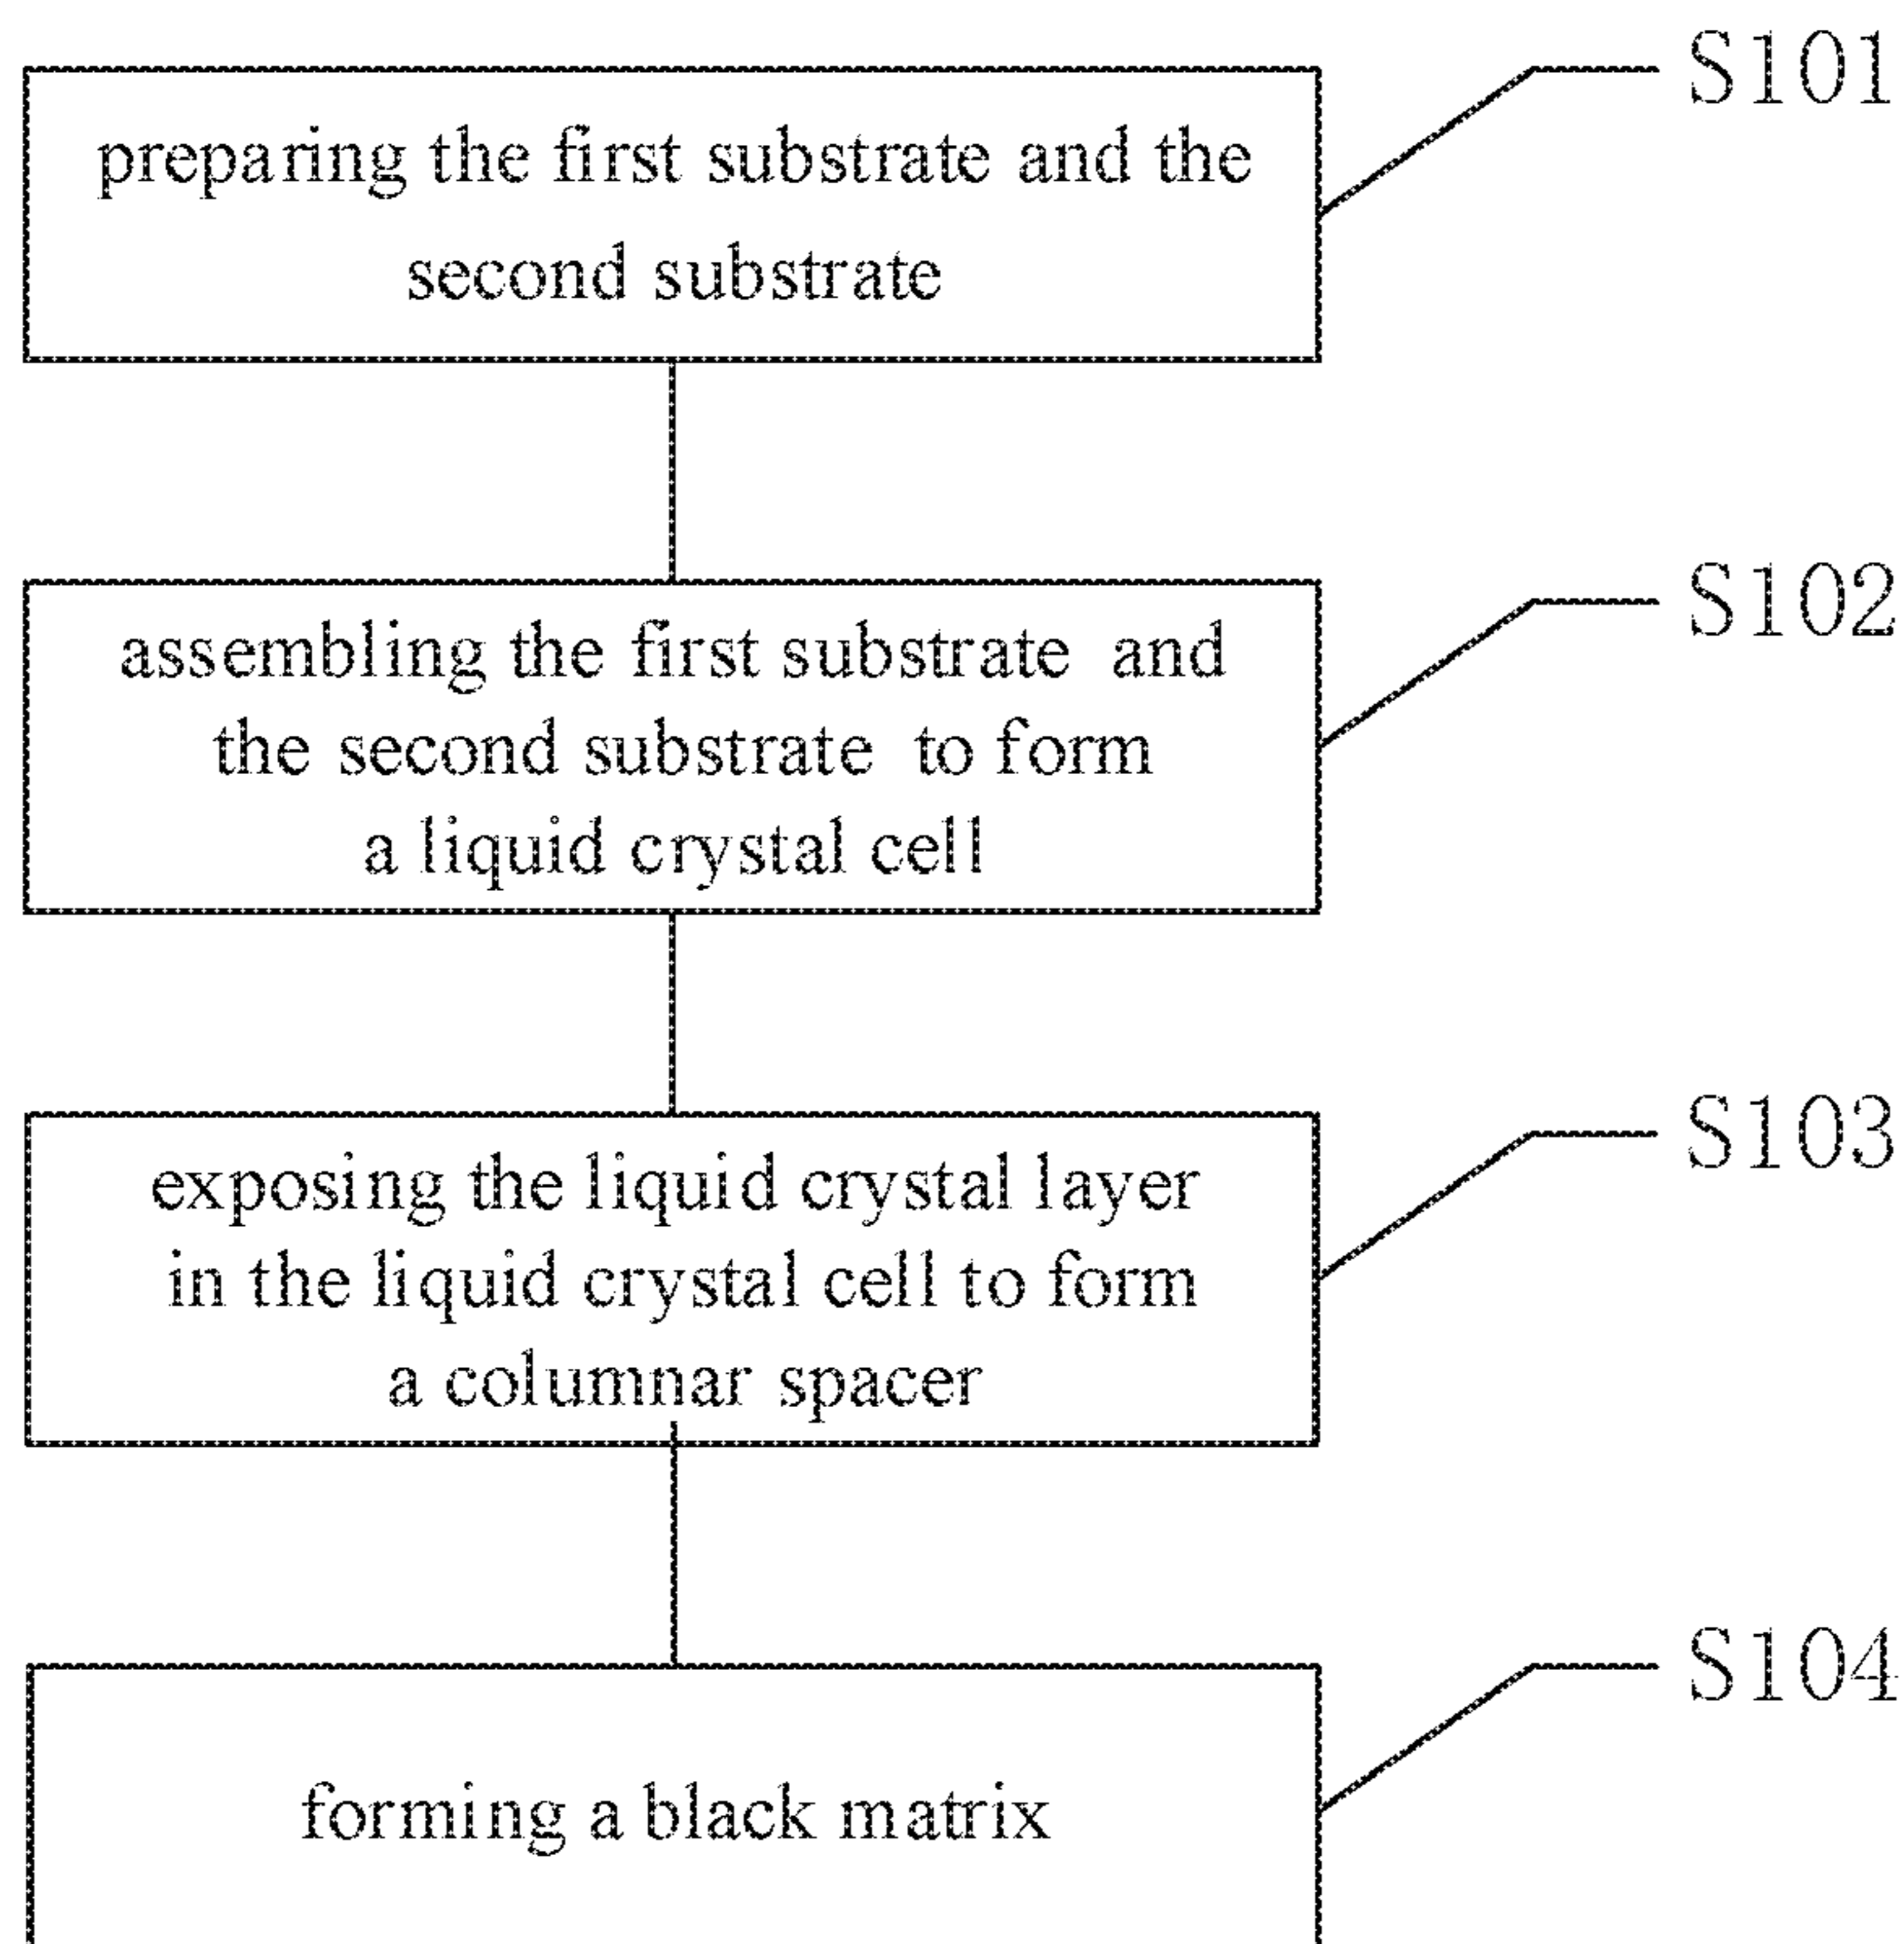 S101
preparing the first substrate and the
second substrate
S102
assembling the first substrate and
the second substrate to form
a liquid crystal cell
S103
exposing the liquid crystal layer
in the liquid crystal cell to form
a columnar spacer
S104
forming a black matrix